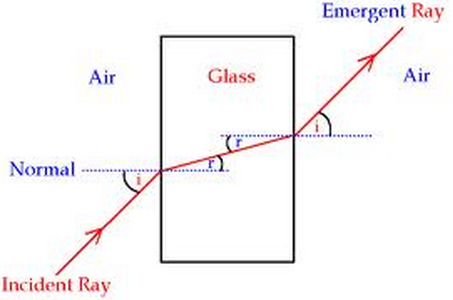 Emergent Ray
Air
Glass
Air
r
i
Normal
i
r
Incident Ray